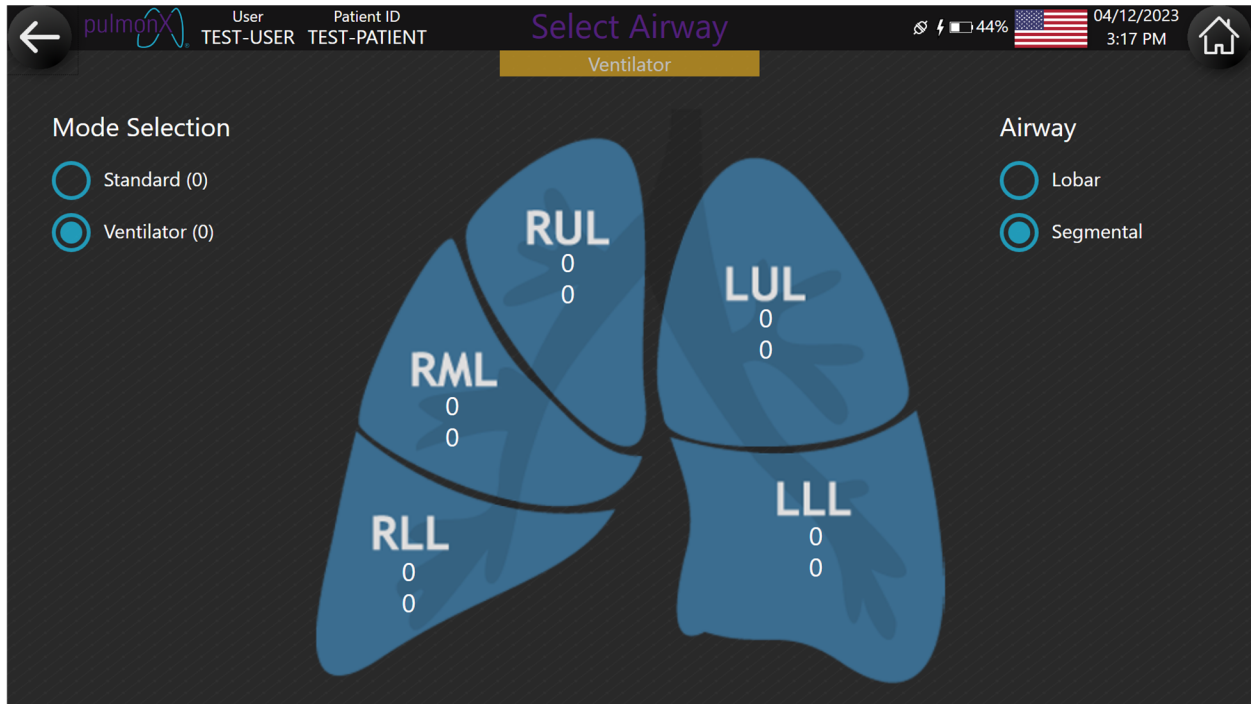 pulmonX
User
TEST-USER
Patient ID
TEST-PATIENT
Select Airway
44%
04/12/2023
3:17 PM
Ventilator
Mode Selection
Standard (0)
Ventilator (0)
Airway
Lobar
Segmental
RUL
0
0
LUL
0
0
RML
0
0
LLL
0
0
RLL
0
0